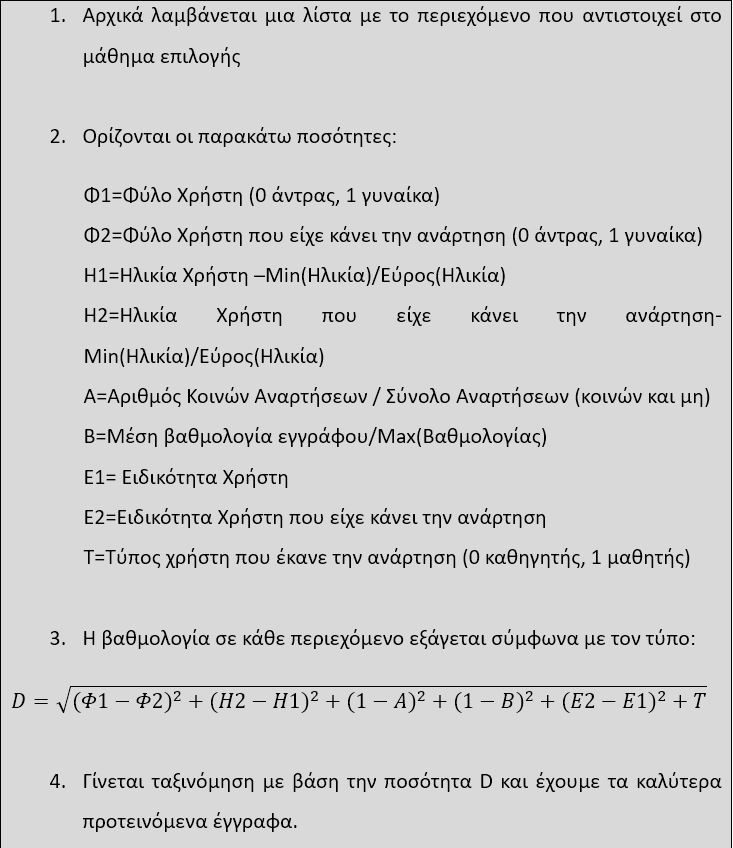 1. Αρχικά λαμβάνεται μια λίστα με το περιεχόμενο που αντιστοιχεί στο
μάθημα επιλογής
2. Ορίζονται οι παρακάτω ποσότητες:
Φ1=Φύλο Χρήστη (0 άντρας, 1 γυναίκα)
Φ2=Φύλο Χρήστη που είχε κάνει την ανάρτηση (0 άντρας, 1 γυναίκα)
Η1=Ηλικία Χρήστη –Min(Ηλικία)/Εύρος(Ηλικία)
Η2=Ηλικία Χρήστη που είχε κάνει την ανάρτηση-
Min(Ηλικία)/Εύρος(Ηλικία)
Α=Αριθμός Κοινών Αναρτήσεων / Σύνολο Αναρτήσεων (κοινών και μη)
Β=Μέση βαθμολογία εγγράφου/Max(Βαθμολογίας)
Ε1= Ειδικότητα Χρήστη
Ε2=Ειδικότητα Χρήστη που είχε κάνει την ανάρτηση
Τ=Τύπος χρήστη που έκανε την ανάρτηση (0 καθηγητής, 1 μαθητής)
3. Η βαθμολογία σε κάθε περιεχόμενο εξάγεται σύμφωνα με τον τύπο:
D = √(Φ1 − Φ2)² + (H2 − H1)² + (1 − A)² + (1 − B)² + (E2 − E1)² + T
4. Γίνεται ταξινόμηση με βάση την ποσότητα D και έχουμε τα καλύτερα
προτεινόμενα έγγραφα.